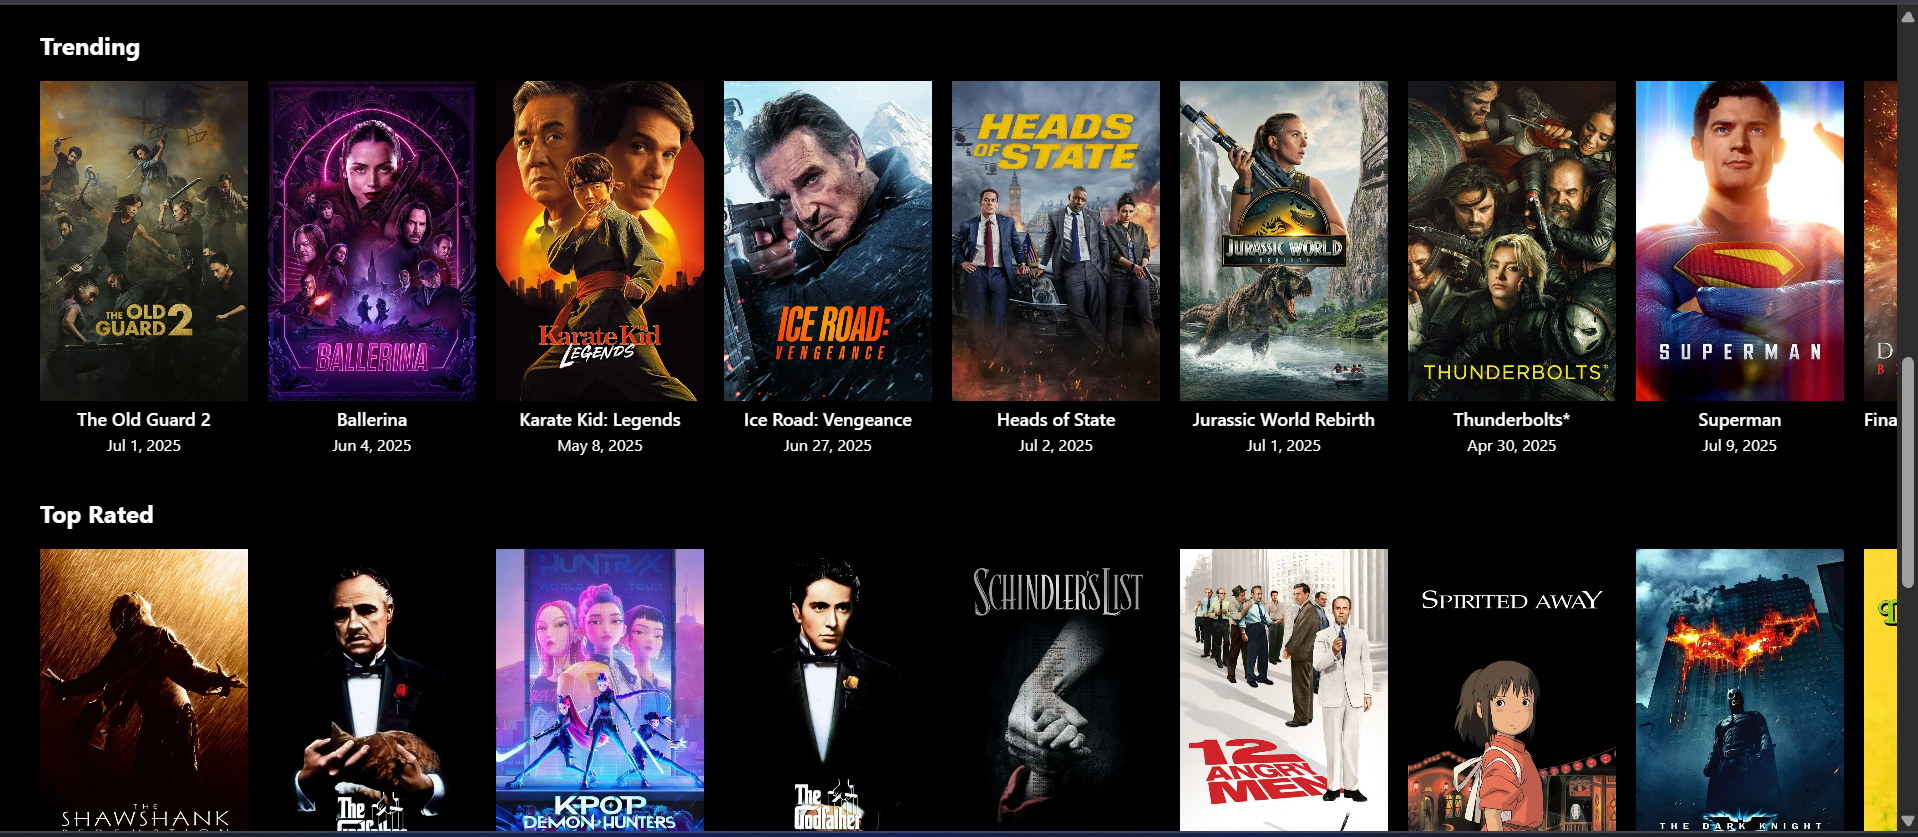 Trending
THE OLD
GUARD 2
BALLERINA
Karate Kid
LEGENDS
ICE ROAD:
VENGEANCE
HEADS
OF STATE
JURASSIC WORLD
REBIRTH
THUNDERBOLTS*
SUPERMAN
D
B
The Old Guard 2
Jul 1, 2025
Ballerina
Jun 4, 2025
Karate Kid: Legends
May 8, 2025
Ice Road: Vengeance
Jun 27, 2025
Heads of State
Jul 2, 2025
Jurassic World Rebirth
Jul 1, 2025
Thunderbolts*
Apr 30, 2025
Superman
Jul 9, 2025
Fina
Top Rated
THE
SHAWSHANK
REDEMPTION
The
Godfather
HUNTR/X
WORLD TOUR
KPOP
DEMON HUNTERS
The
Godfather
SCHINDLER'S LIST
12
ANGRY
MEN
SPIRITED AWAY
THE DARK KNIGHT